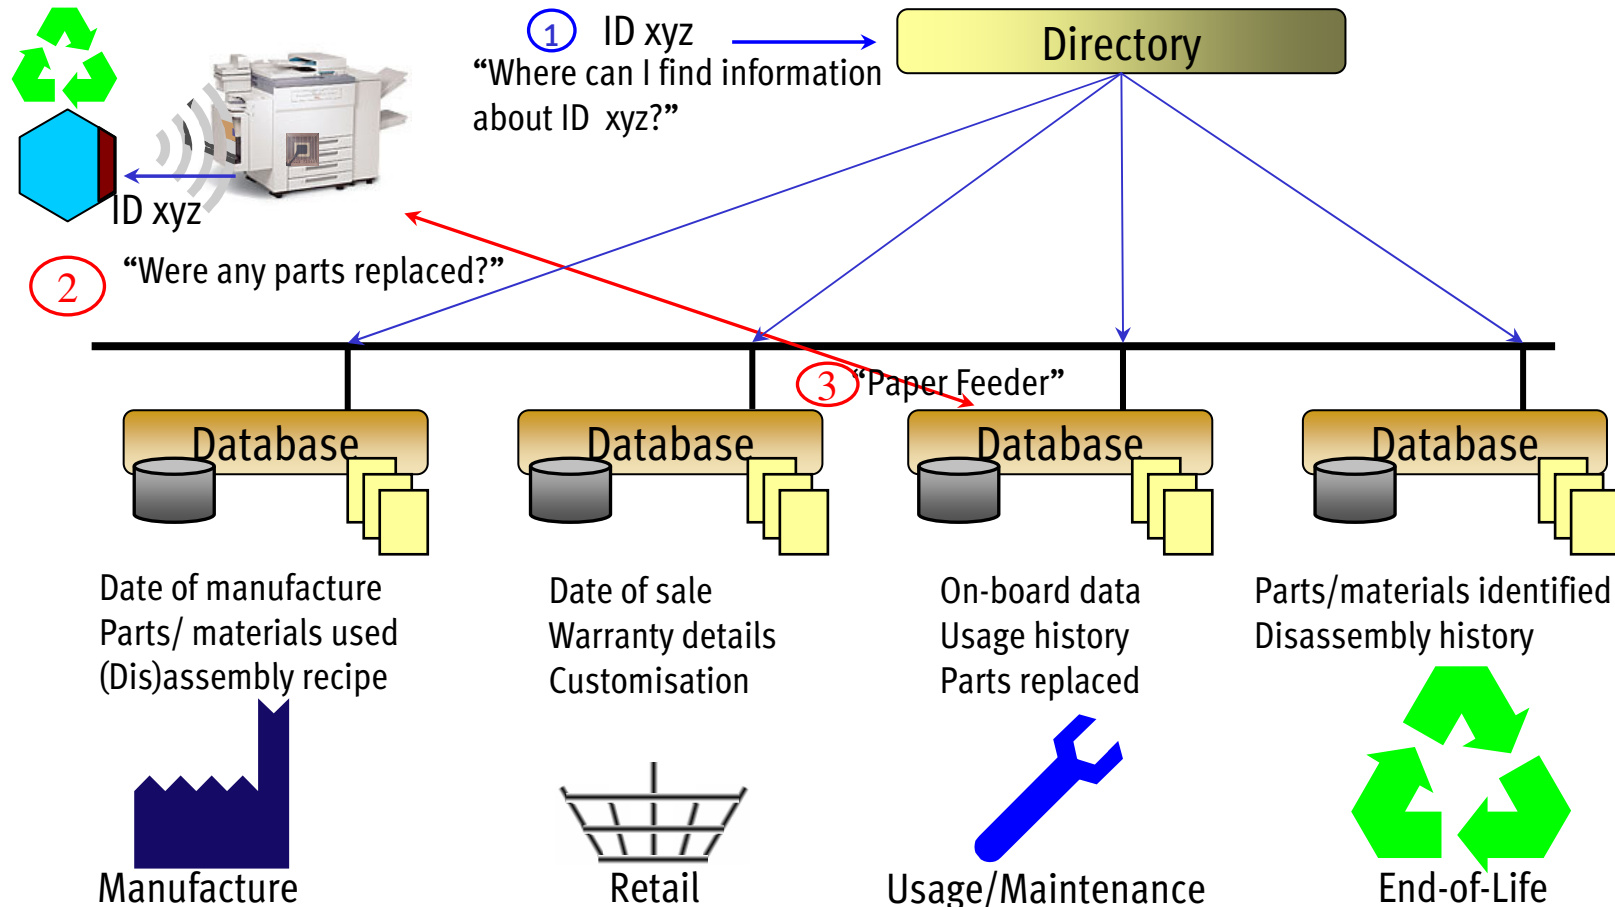 1 ID xyz
Directory
“Where can I find information
about ID xyz?”
ID xyz
2 “Were any parts replaced?”
3 “Paper Feeder”
Database
Database
Database
Database
Date of manufacture
Parts/ materials used
(Dis)assembly recipe
Date of sale
Warranty details
Customisation
On-board data
Usage history
Parts replaced
Parts/materials identified
Disassembly history
Manufacture
Retail
Usage/Maintenance
End-of-Life